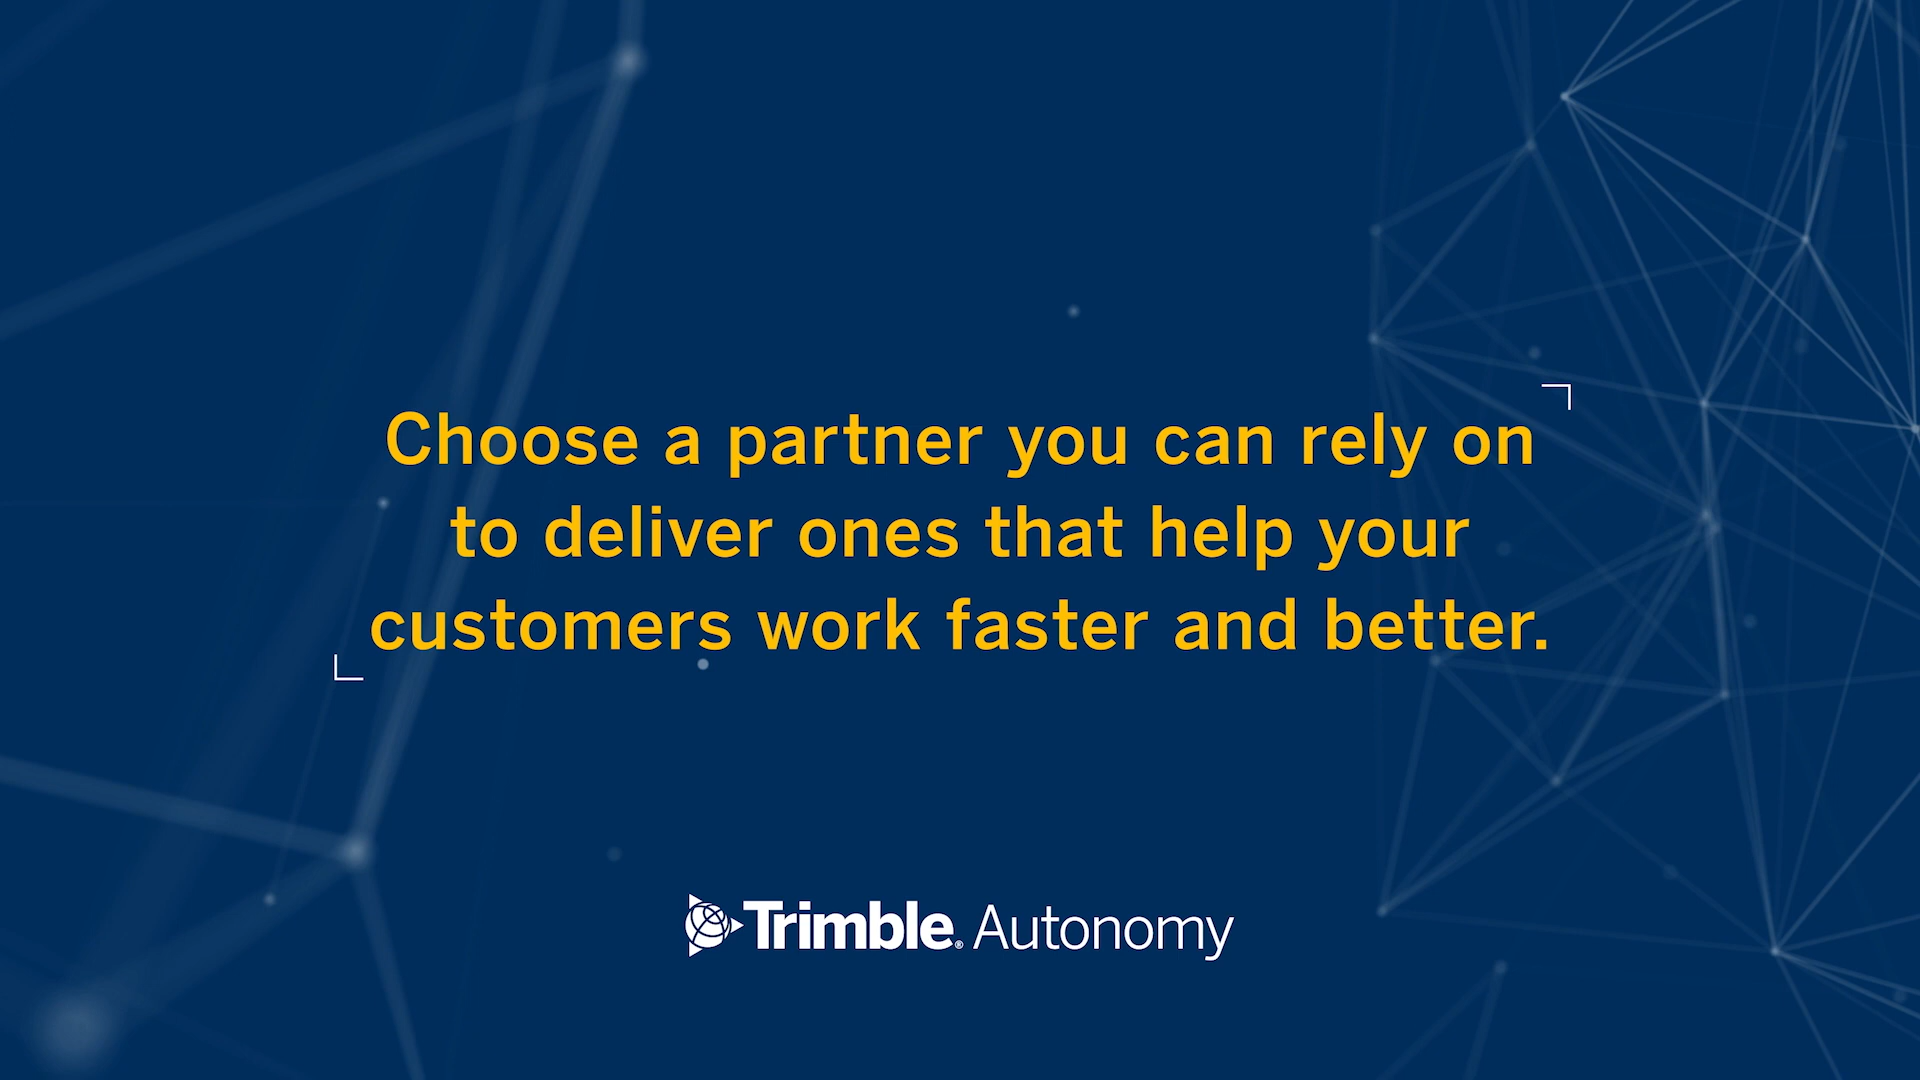 Choose a partner you can rely on
to deliver ones that help your
customers work faster and better.
Trimble® Autonomy